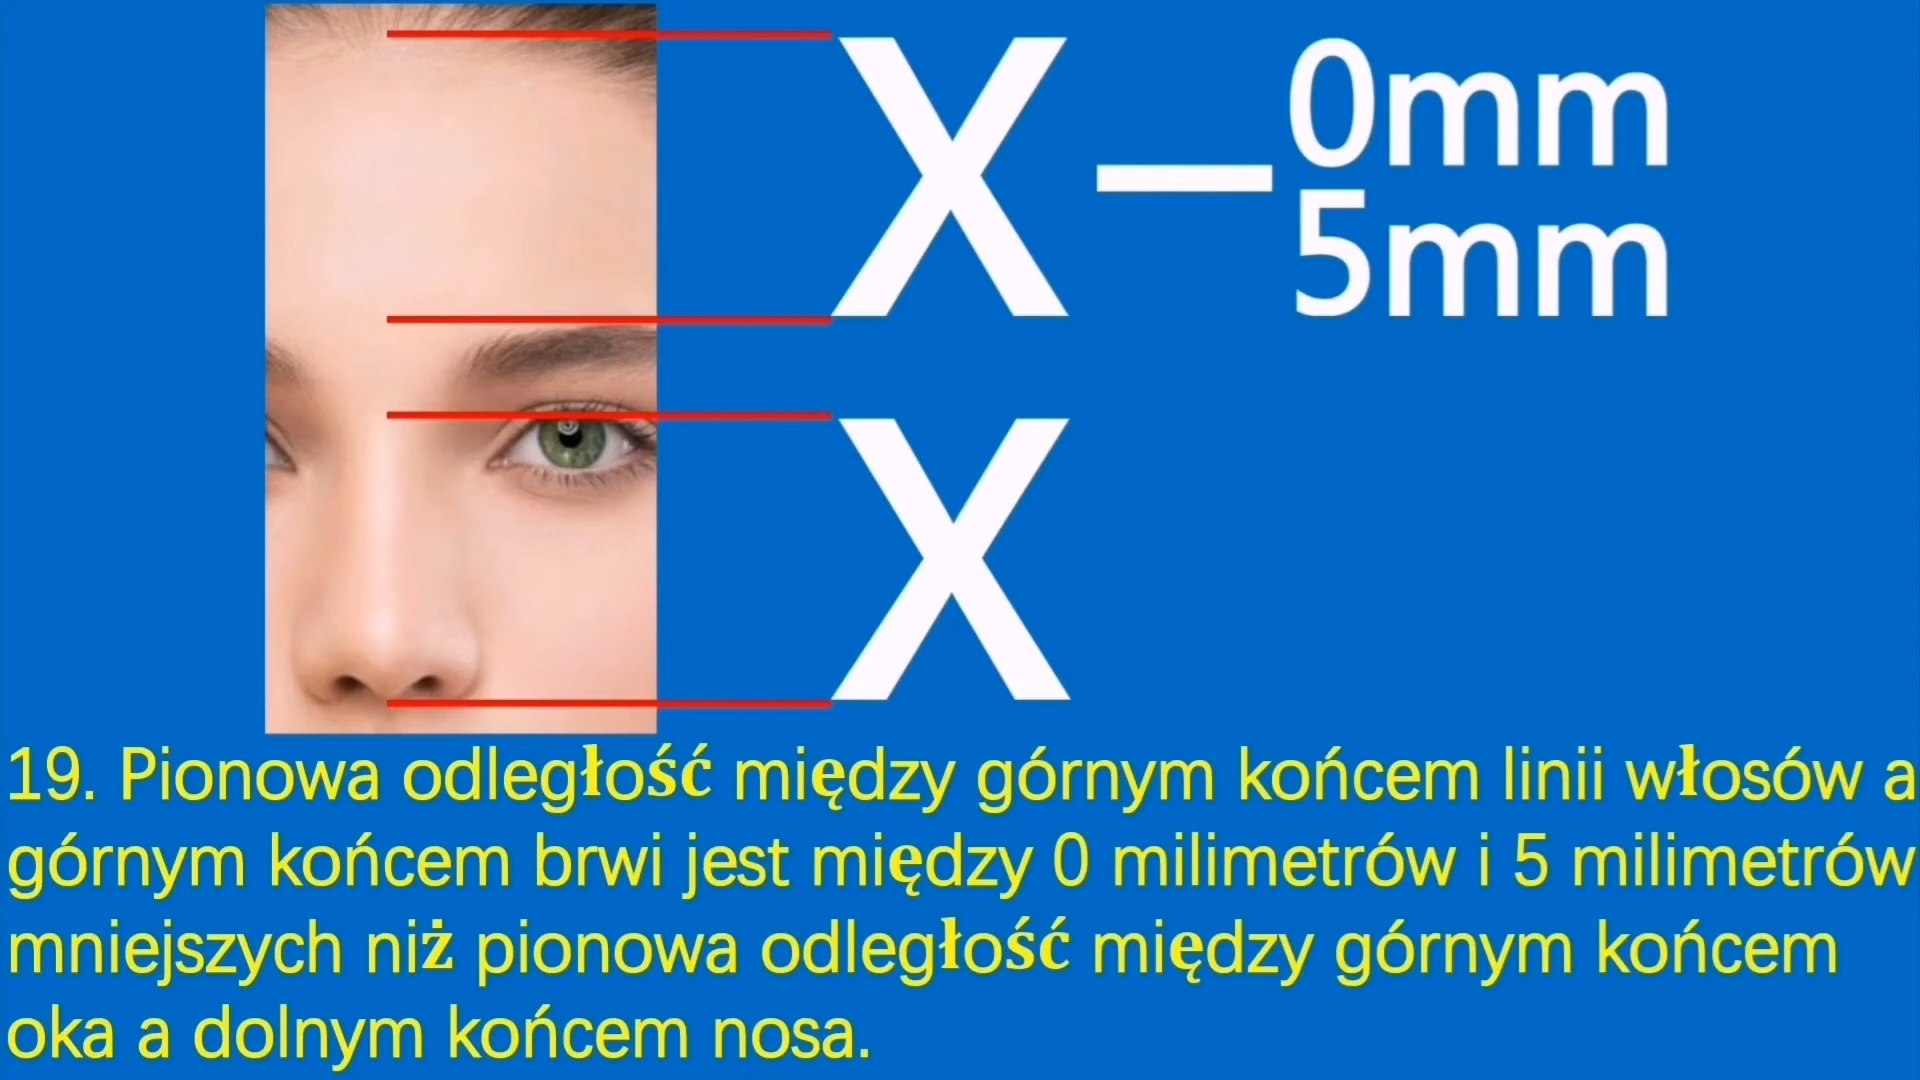 X — 0mm
5mm
X
19. Pionowa odległość między górnym końcem linii włosów a
górnym końcem brwi jest między 0 milimetrów i 5 milimetrów
mniejszych niż pionowa odległość między górnym końcem
oka a dolnym końcem nosa.